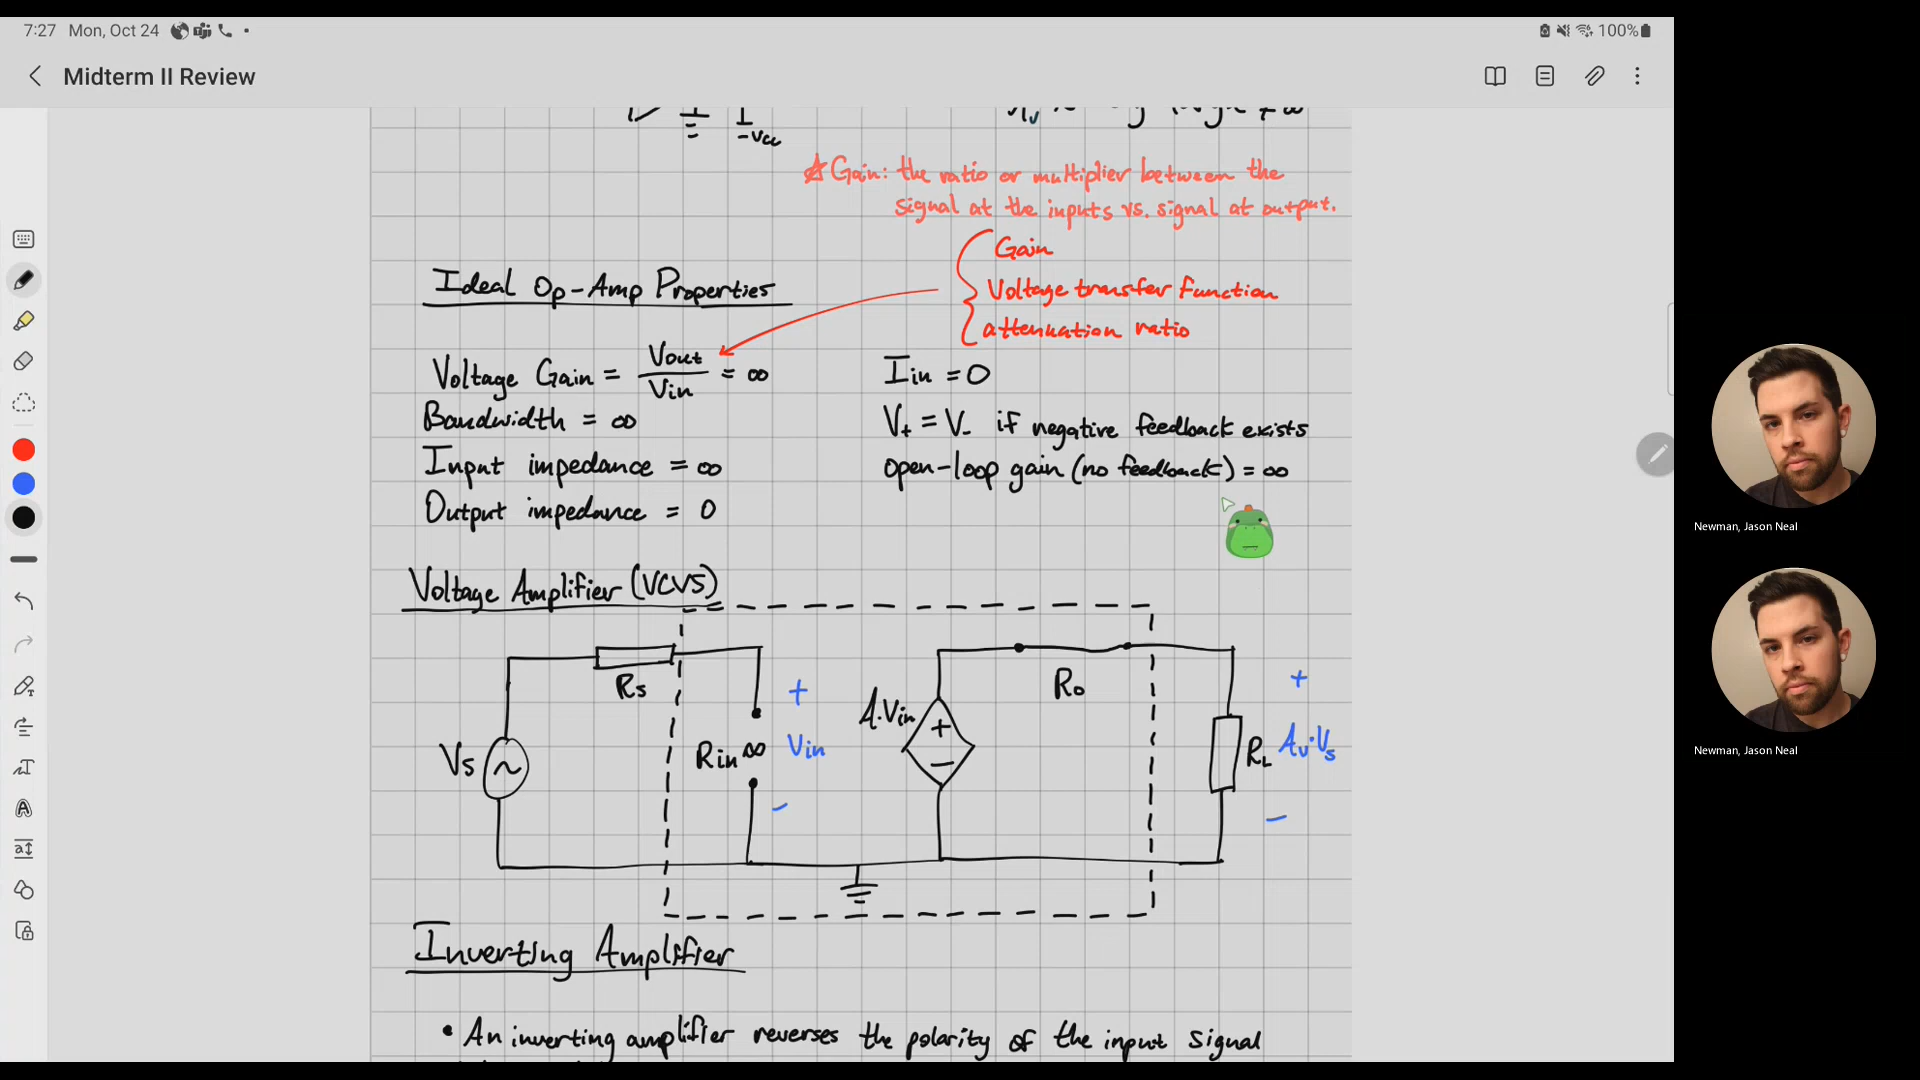 7:27 Mon, Oct 24
100%
Midterm II Review
-Vcc
Gain: the ratio or multiplier between the
signal at the inputs vs. signal at output.
Gain
Voltage transfer function
attenuation ratio
Ideal Op-Amp Properties
Voltage Gain = Vout / Vin = ∞
Bandwidth = ∞
Input impedance = ∞
Output impedance = 0
Iin = 0
V+ = V- if negative feedback exists
open-loop gain (no feedback) = ∞
Voltage Amplifier (VCVS)
Vs
Rs
Rin ∞
+
Vin
-
A·Vin
+
-
Ro
RL
+
Av·Vs
-
Inverting Amplifier
• An inverting amplifier reverses the polarity of the input signal
Newman, Jason Neal
Newman, Jason Neal